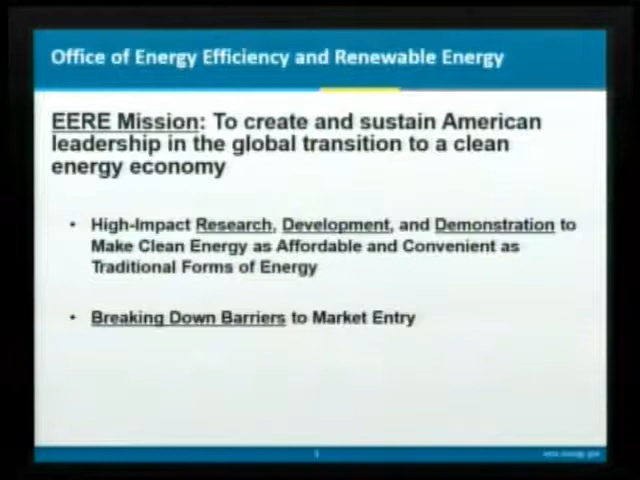 Office of Energy Efficiency and Renewable Energy
EERE Mission: To create and sustain American
leadership in the global transition to a clean
energy economy
• High-Impact Research, Development, and Demonstration to
Make Clean Energy as Affordable and Convenient as
Traditional Forms of Energy
• Breaking Down Barriers to Market Entry